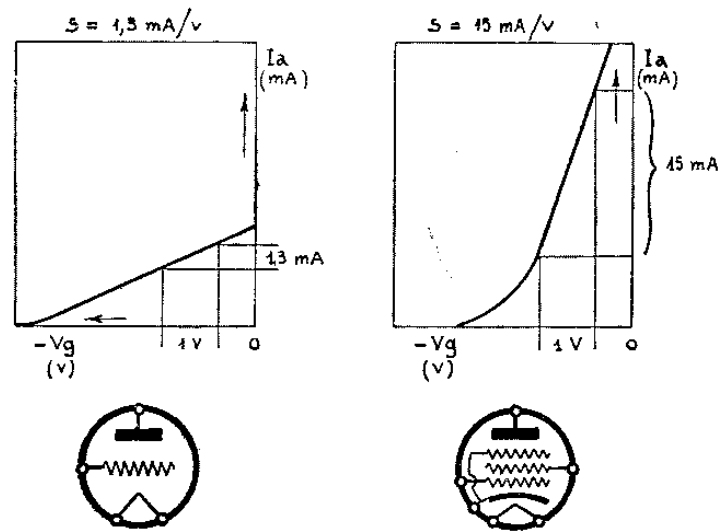 S = 1,3 mA/v
Ia
(mA)
1,3 mA
-Vg
(v)
1 V
0
S = 15 mA/v
Ia
(mA)
15 mA
-Vg
(v)
1 V
0